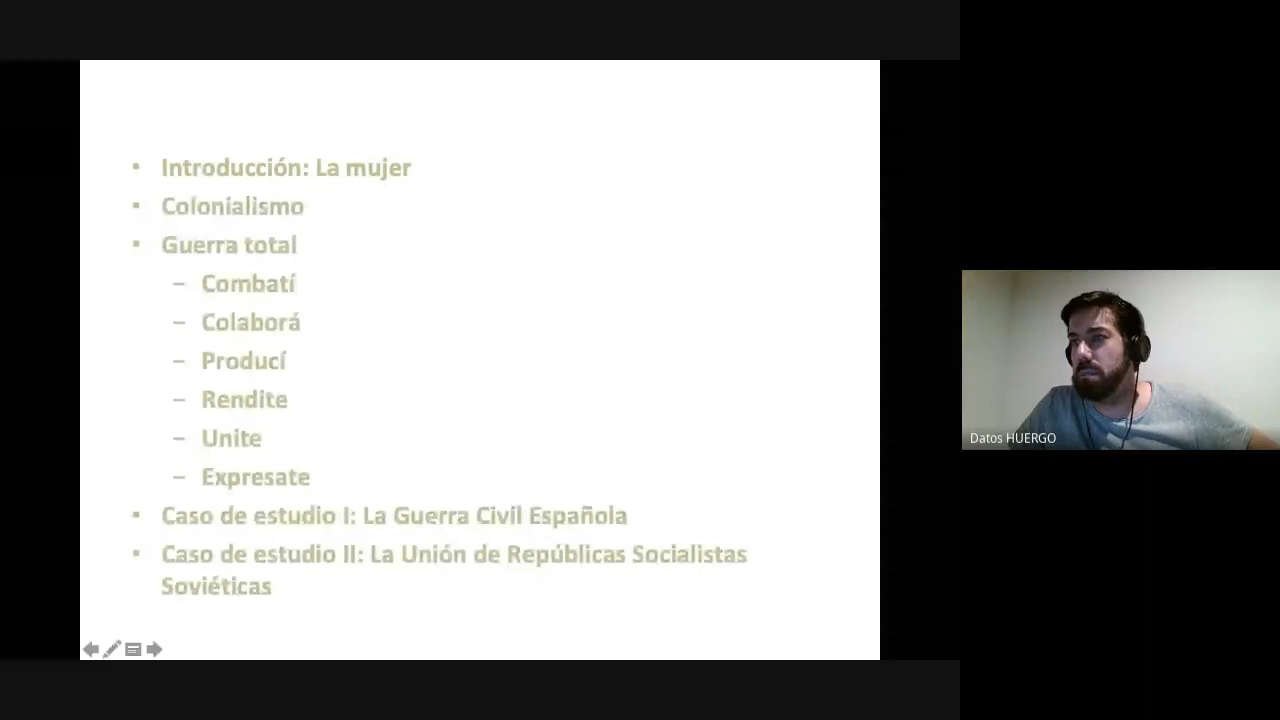 • Introducción: La mujer
• Colonialismo
• Guerra total
– Combatí
– Colaborá
– Producí
– Rendite
– Unite
– Expresate
• Caso de estudio I: La Guerra Civil Española
• Caso de estudio II: La Unión de Repúblicas Socialistas
Soviéticas
Datos HUERGO